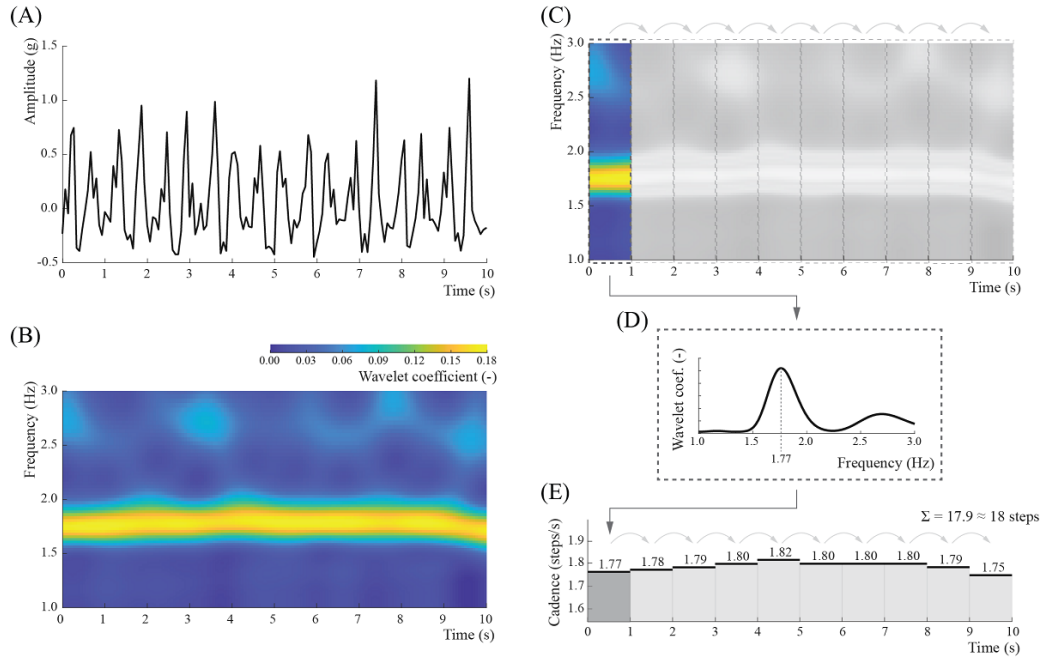 (A)
Amplitude (g)
1.5
1.0
0.5
0.0
-0.5
0 1 2 3 4 5 6 7 8 9 10
Time (s)
(B)
0.00 0.03 0.06 0.09 0.12 0.15 0.18
Wavelet coefficient (-)
Frequency (Hz)
3.0
2.5
2.0
1.5
1.0
0 1 2 3 4 5 6 7 8 9 10
Time (s)
(C)
Frequency (Hz)
3.0
2.5
2.0
1.5
1.0
0 1 2 3 4 5 6 7 8 9 10
Time (s)
(D)
Wavelet coef. (-)
1.0 1.5 2.0 2.5 3.0
1.77
Frequency (Hz)
(E)
Σ = 17.9 ≈ 18 steps
Cadence (steps/s)
1.9
1.8
1.7
1.6
1.77 1.78 1.79 1.80 1.82 1.80 1.80 1.80 1.79 1.75
0 1 2 3 4 5 6 7 8 9 10
Time (s)